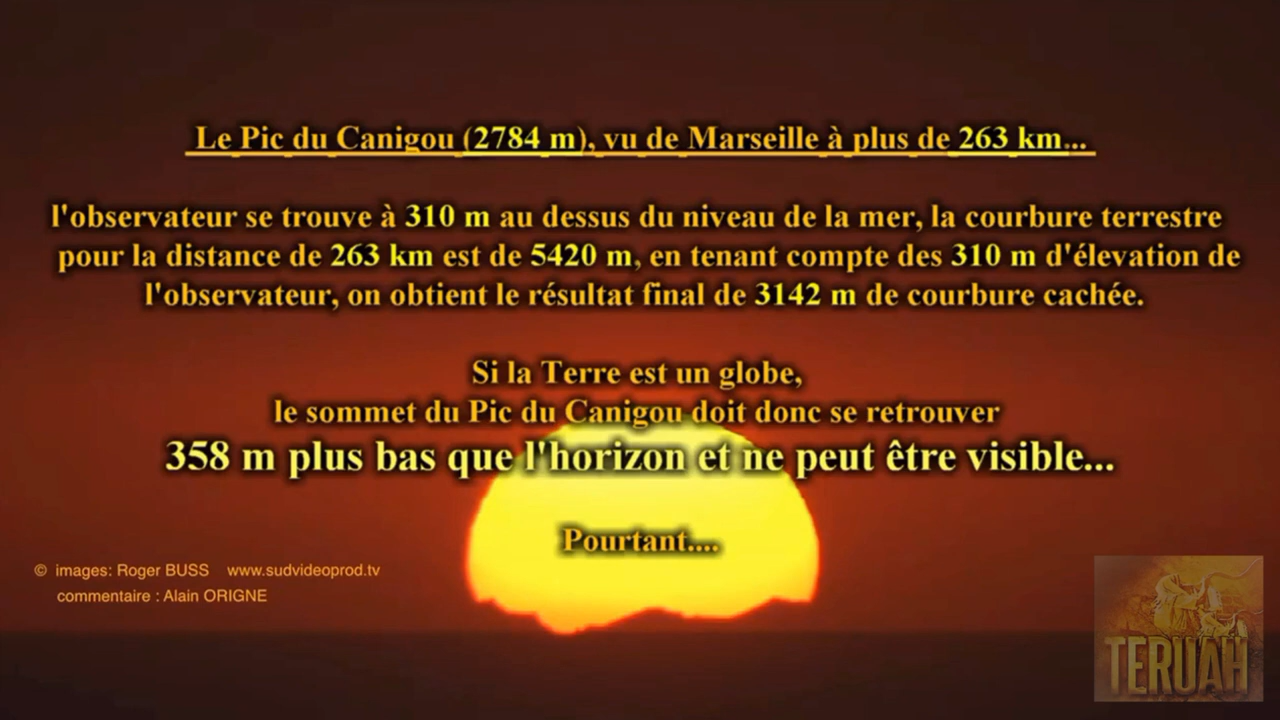 Le Pic du Canigou (2784 m), vu de Marseille à plus de 263 km...
l'observateur se trouve à 310 m au dessus du niveau de la mer, la courbure terrestre
pour la distance de 263 km est de 5420 m, en tenant compte des 310 m d'élevation de
l'observateur, on obtient le résultat final de 3142 m de courbure cachée.
Si la Terre est un globe,
le sommet du Pic du Canigou doit donc se retrouver
358 m plus bas que l'horizon et ne peut être visible...
Pourtant....
© images: Roger BUSS www.sudvideoprod.tv
commentaire : Alain ORIGNE
TERUAH